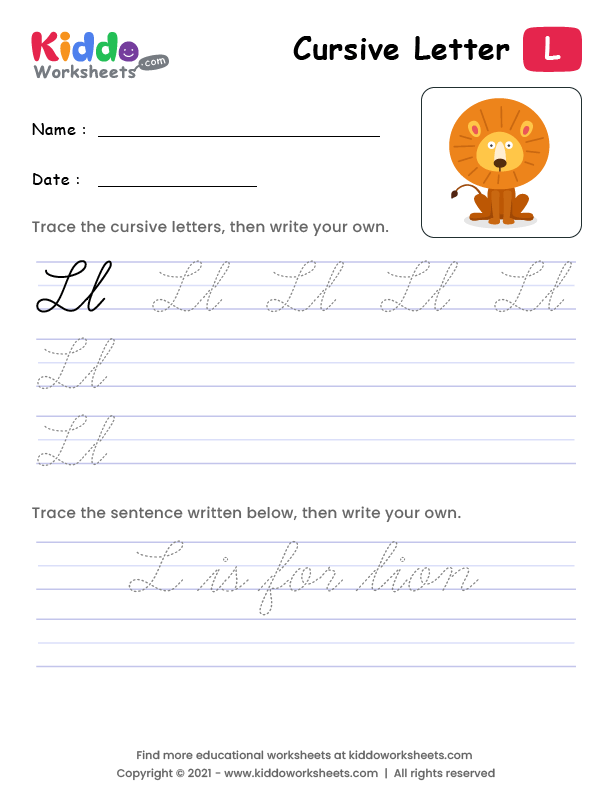 Kiddo
Worksheets.com
Cursive Letter L
Name :
Date :
Trace the cursive letters, then write your own.
Ll Ll Ll Ll Ll
Ll
Ll
Trace the sentence written below, then write your own.
L is for lion
Find more educational worksheets at kiddoworksheets.com
Copyright © 2021 - www.kiddoworksheets.com | All rights reserved